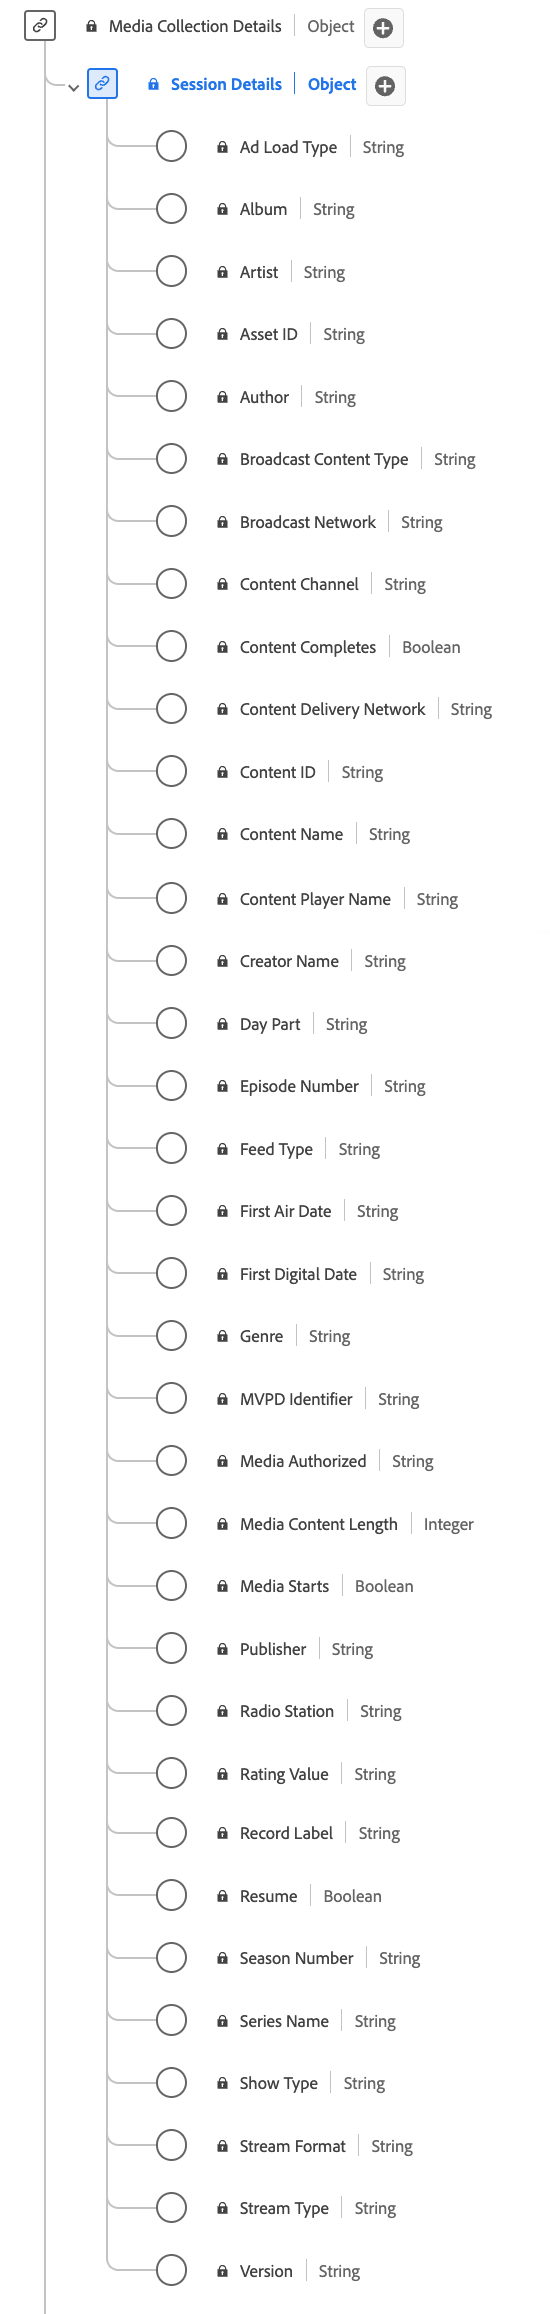 Media Collection Details Object
Session Details Object
Ad Load Type String
Album String
Artist String
Asset ID String
Author String
Broadcast Content Type String
Broadcast Network String
Content Channel String
Content Completes Boolean
Content Delivery Network String
Content ID String
Content Name String
Content Player Name String
Creator Name String
Day Part String
Episode Number String
Feed Type String
First Air Date String
First Digital Date String
Genre String
MVPD Identifier String
Media Authorized String
Media Content Length Integer
Media Starts Boolean
Publisher String
Radio Station String
Rating Value String
Record Label String
Resume Boolean
Season Number String
Series Name String
Show Type String
Stream Format String
Stream Type String
Version String